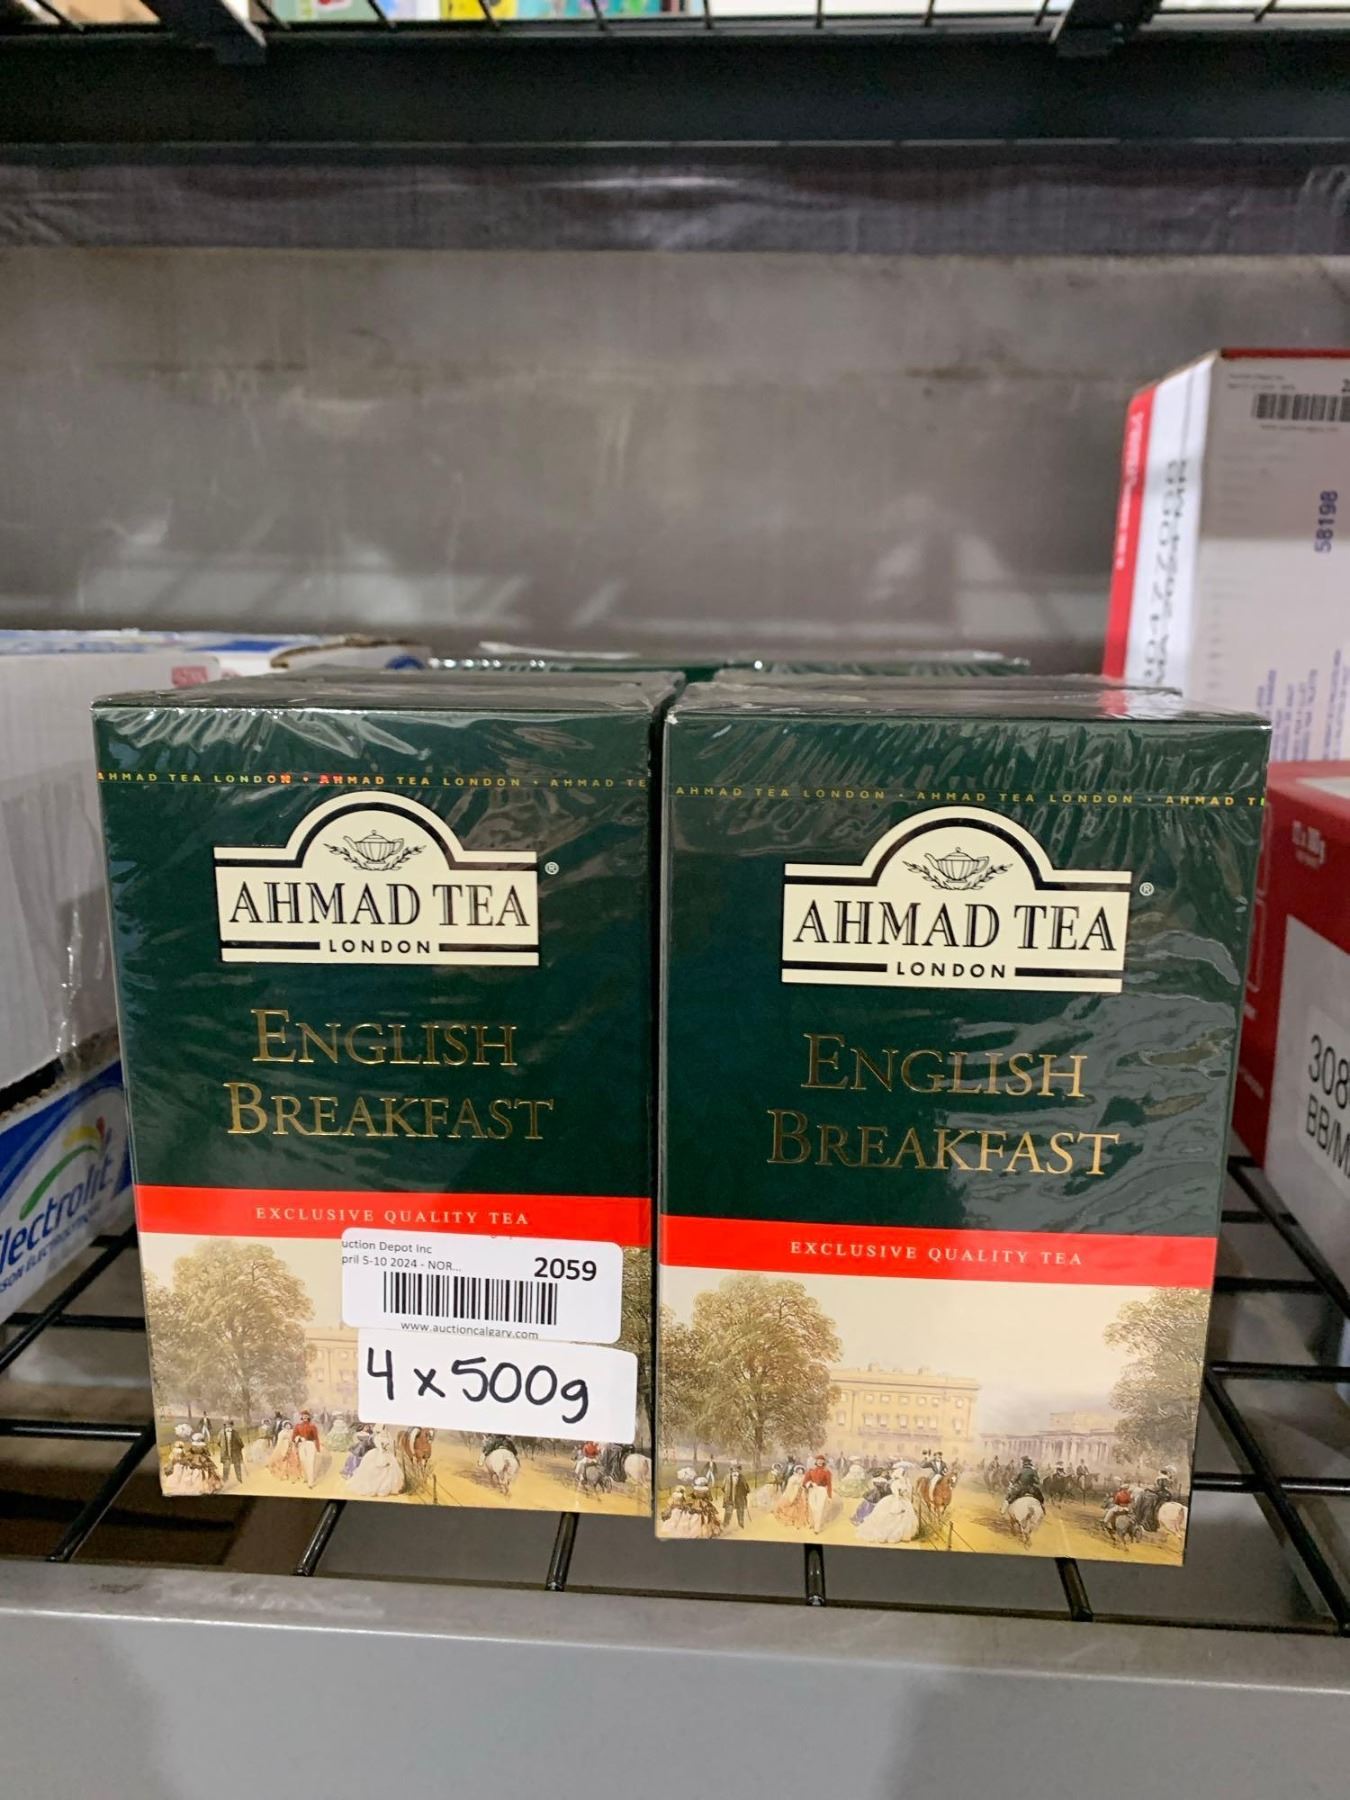 AHMAD TEA LONDON • AHMAD TEA LONDON • AHMAD TE
AHMAD TEA®
LONDON
ENGLISH
BREAKFAST
EXCLUSIVE QUALITY TEA
uction Depot Inc
pril 5-10 2024 - NOR...
2059
www.auctioncalgary.com
4 x 500g
AHMAD TEA LONDON • AHMAD TEA LONDON • AHMAD TE
AHMAD TEA®
LONDON
ENGLISH
BREAKFAST
EXCLUSIVE QUALITY TEA
lectrolit
58198
308
BB/M